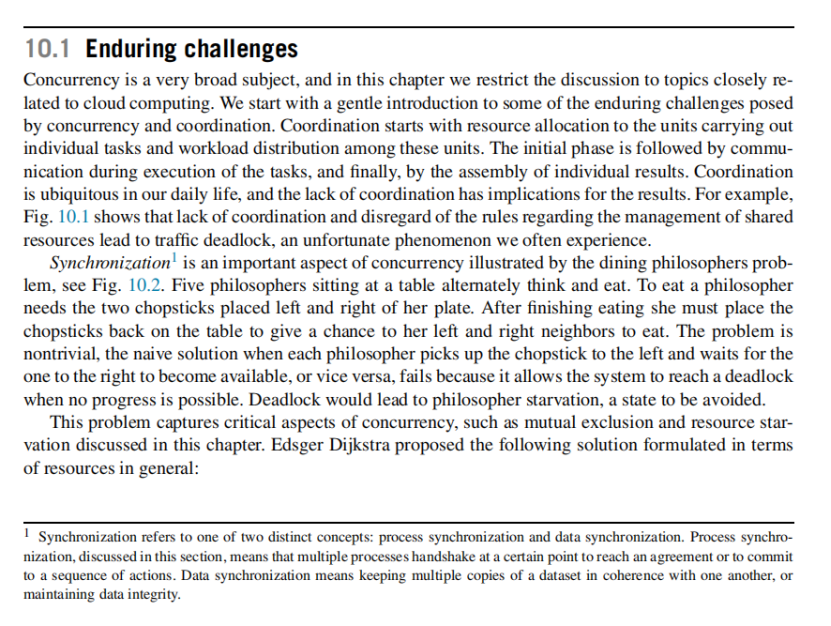 10.1 Enduring challenges
Concurrency is a very broad subject, and in this chapter we restrict the discussion to topics closely re-
lated to cloud computing. We start with a gentle introduction to some of the enduring challenges posed
by concurrency and coordination. Coordination starts with resource allocation to the units carrying out
individual tasks and workload distribution among these units. The initial phase is followed by commu-
nication during execution of the tasks, and finally, by the assembly of individual results. Coordination
is ubiquitous in our daily life, and the lack of coordination has implications for the results. For example,
Fig. 10.1 shows that lack of coordination and disregard of the rules regarding the management of shared
resources lead to traffic deadlock, an unfortunate phenomenon we often experience.
Synchronization1 is an important aspect of concurrency illustrated by the dining philosophers prob-
lem, see Fig. 10.2. Five philosophers sitting at a table alternately think and eat. To eat a philosopher
needs the two chopsticks placed left and right of her plate. After finishing eating she must place the
chopsticks back on the table to give a chance to her left and right neighbors to eat. The problem is
nontrivial, the naive solution when each philosopher picks up the chopstick to the left and waits for the
one to the right to become available, or vice versa, fails because it allows the system to reach a deadlock
when no progress is possible. Deadlock would lead to philosopher starvation, a state to be avoided.
This problem captures critical aspects of concurrency, such as mutual exclusion and resource star-
vation discussed in this chapter. Edsger Dijkstra proposed the following solution formulated in terms
of resources in general:
1 Synchronization refers to one of two distinct concepts: process synchronization and data synchronization. Process synchro-
nization, discussed in this section, means that multiple processes handshake at a certain point to reach an agreement or to commit
to a sequence of actions. Data synchronization means keeping multiple copies of a dataset in coherence with one another, or
maintaining data integrity.